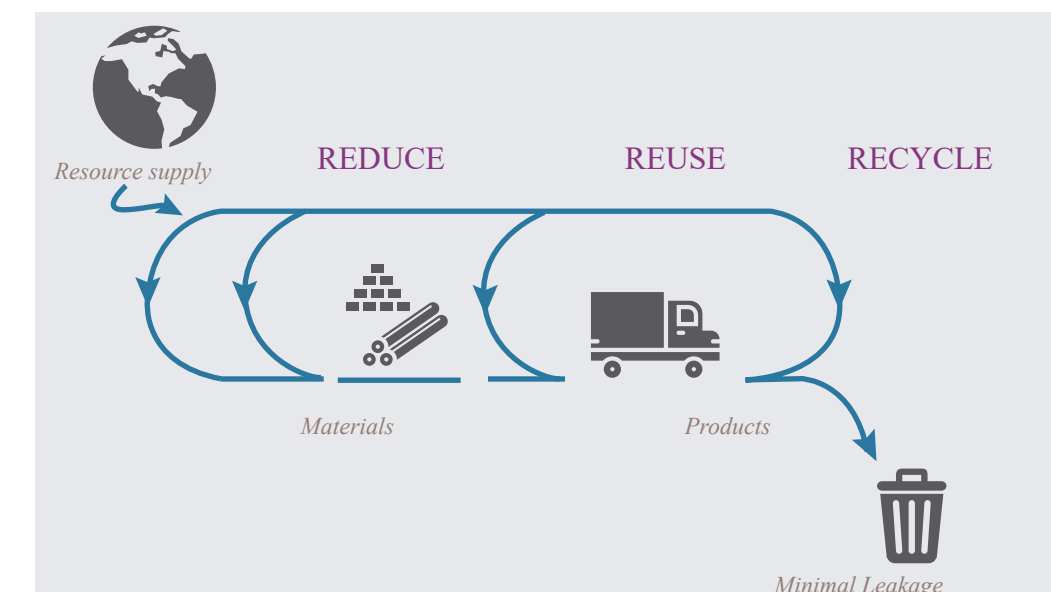 Resource supply
REDUCE
REUSE
RECYCLE
Materials
Products
Minimal Leakage